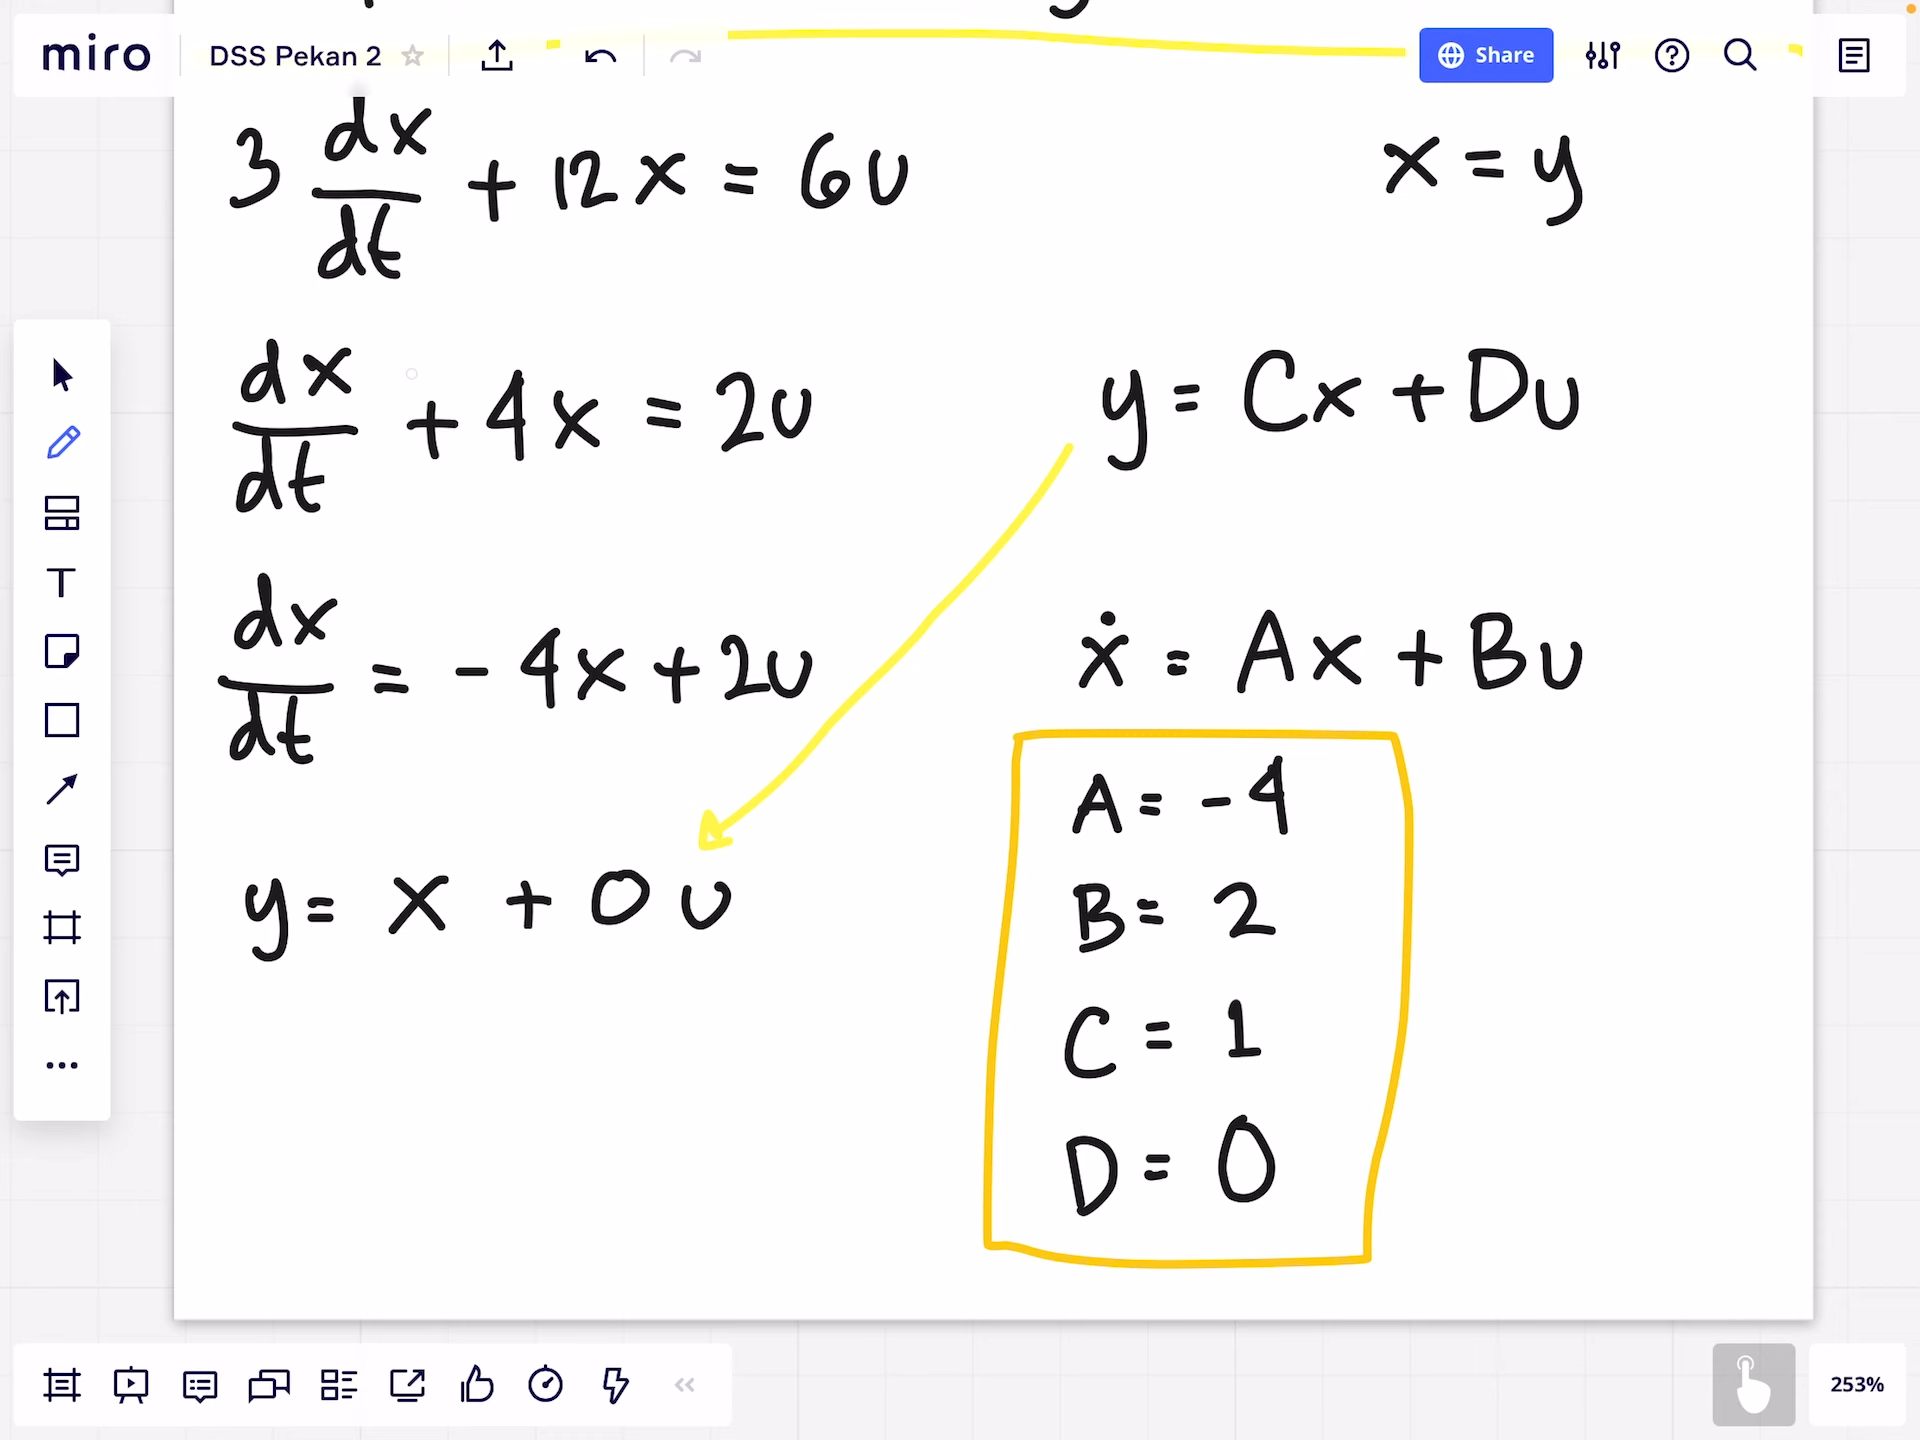 miro DSS Pekan 2 Share
3 dx/dt + 12x = 6u
x = y
dx/dt + 4x = 2u
y = Cx + Du
dx/dt = - 4x + 2u
ẋ = Ax + Bu
y = x + 0 u
A = - 4
B = 2
C = 1
D = 0
T
253%